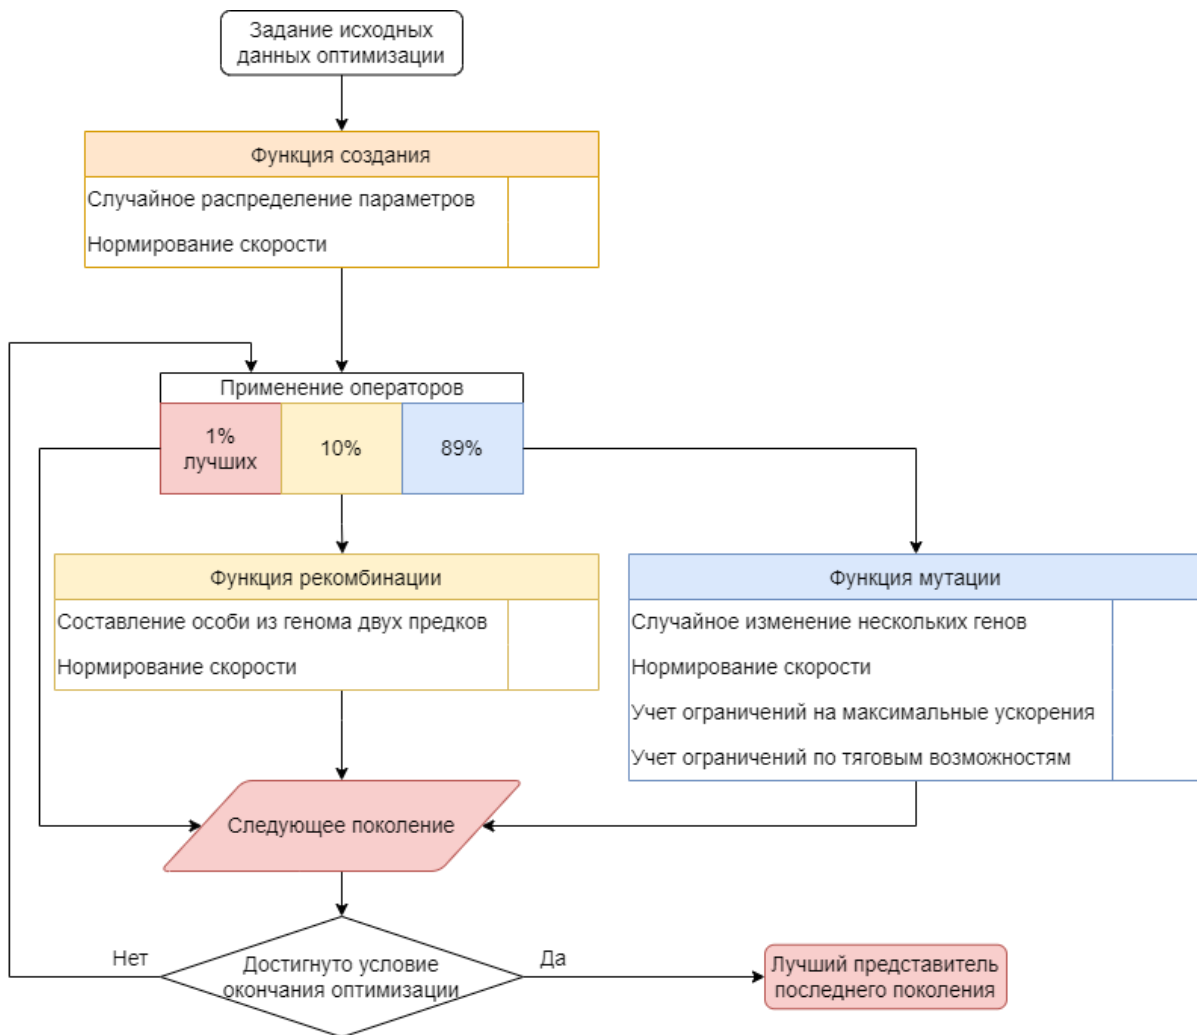 Задание исходных
данных оптимизации
Функция создания
Случайное распределение параметров
Нормирование скорости
Применение операторов
1%
лучших
10%
89%
Функция рекомбинации
Составление особи из генома двух предков
Нормирование скорости
Функция мутации
Случайное изменение нескольких генов
Нормирование скорости
Учет ограничений на максимальные ускорения
Учет ограничений по тяговым возможностям
Следующее поколение
Нет
Достигнуто условие
окончания оптимизации
Да
Лучший представитель
последнего поколения